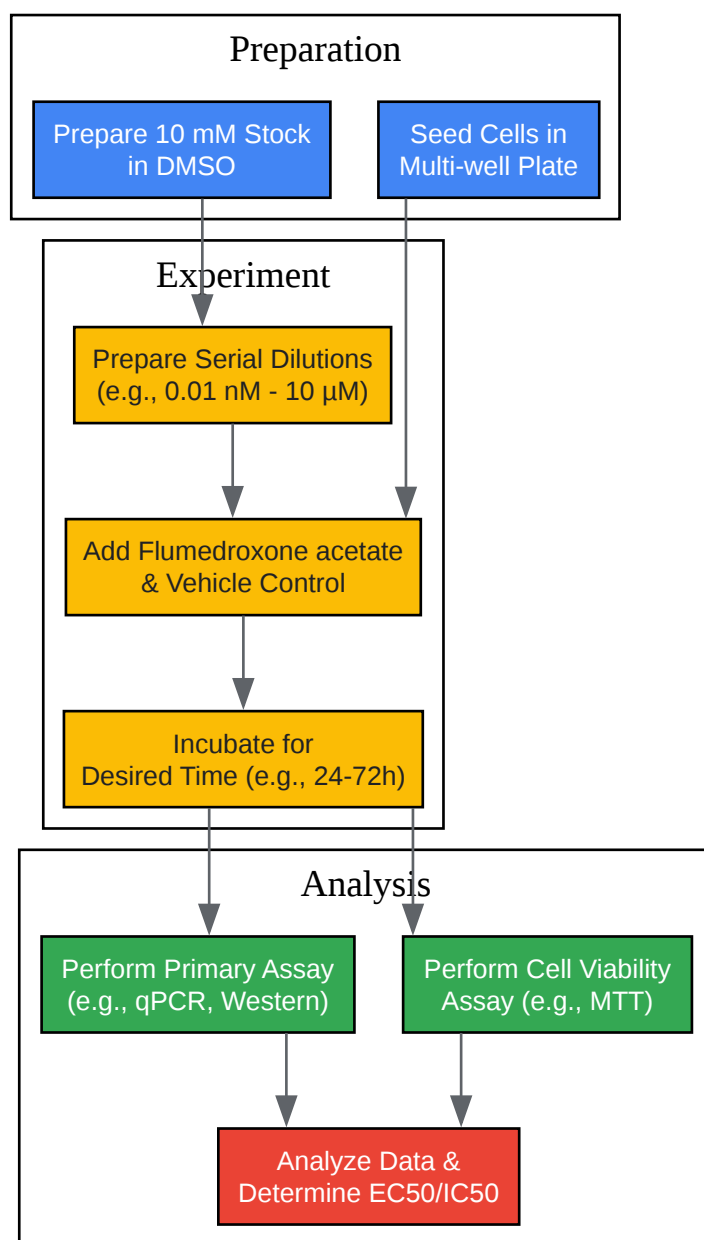 Preparation
Prepare 10 mM Stock
in DMSO
Seed Cells in
Multi-well Plate
Experiment
Prepare Serial Dilutions
(e.g., 0.01 nM - 10 µM)
Add Flumedroxone acetate
& Vehicle Control
Incubate for
Desired Time (e.g., 24-72h)
Analysis
Perform Primary Assay
(e.g., qPCR, Western)
Perform Cell Viability
Assay (e.g., MTT)
Analyze Data &
Determine EC50/IC50